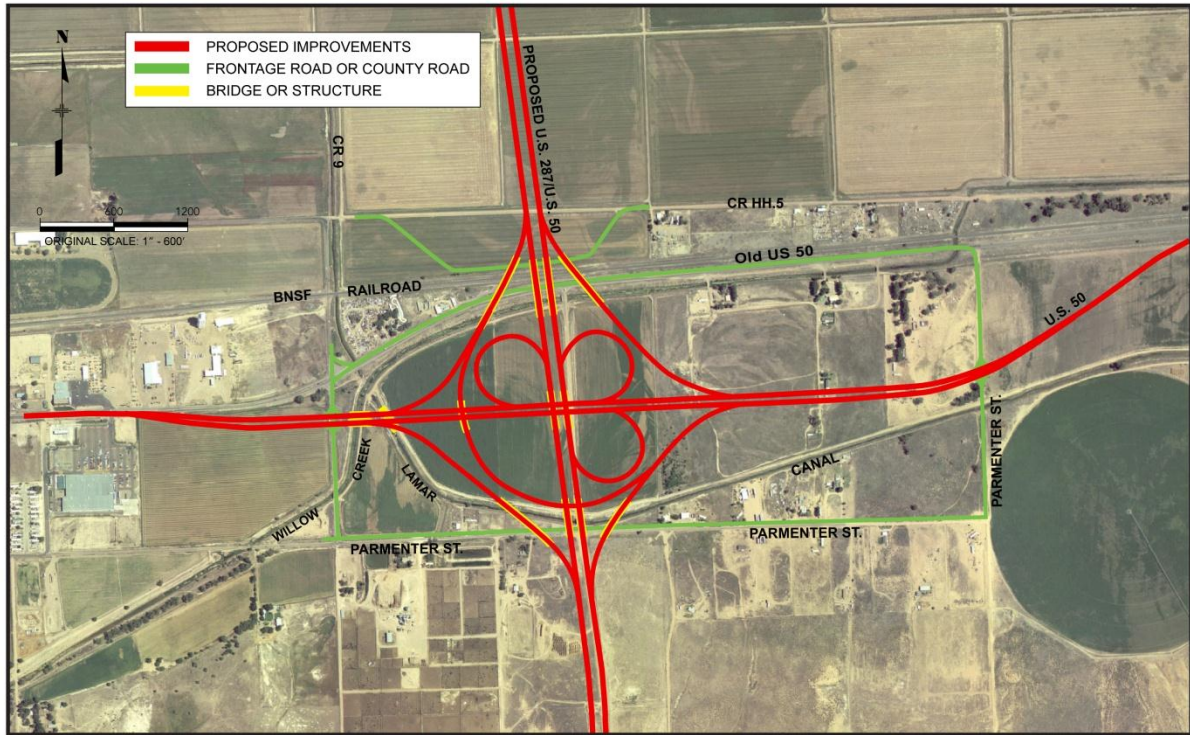 N
PROPOSED IMPROVEMENTS
FRONTAGE ROAD OR COUNTY ROAD
BRIDGE OR STRUCTURE
PROPOSED U.S. 287/U.S. 50
CR 9
0 600 1200
ORIGINAL SCALE: 1" - 600'
CR HH.5
Old US 50
BNSF RAILROAD
U.S. 50
PARMENTER ST.
CREEK
LAMAR
CANAL
WILLOW
PARMENTER ST.
PARMENTER ST.